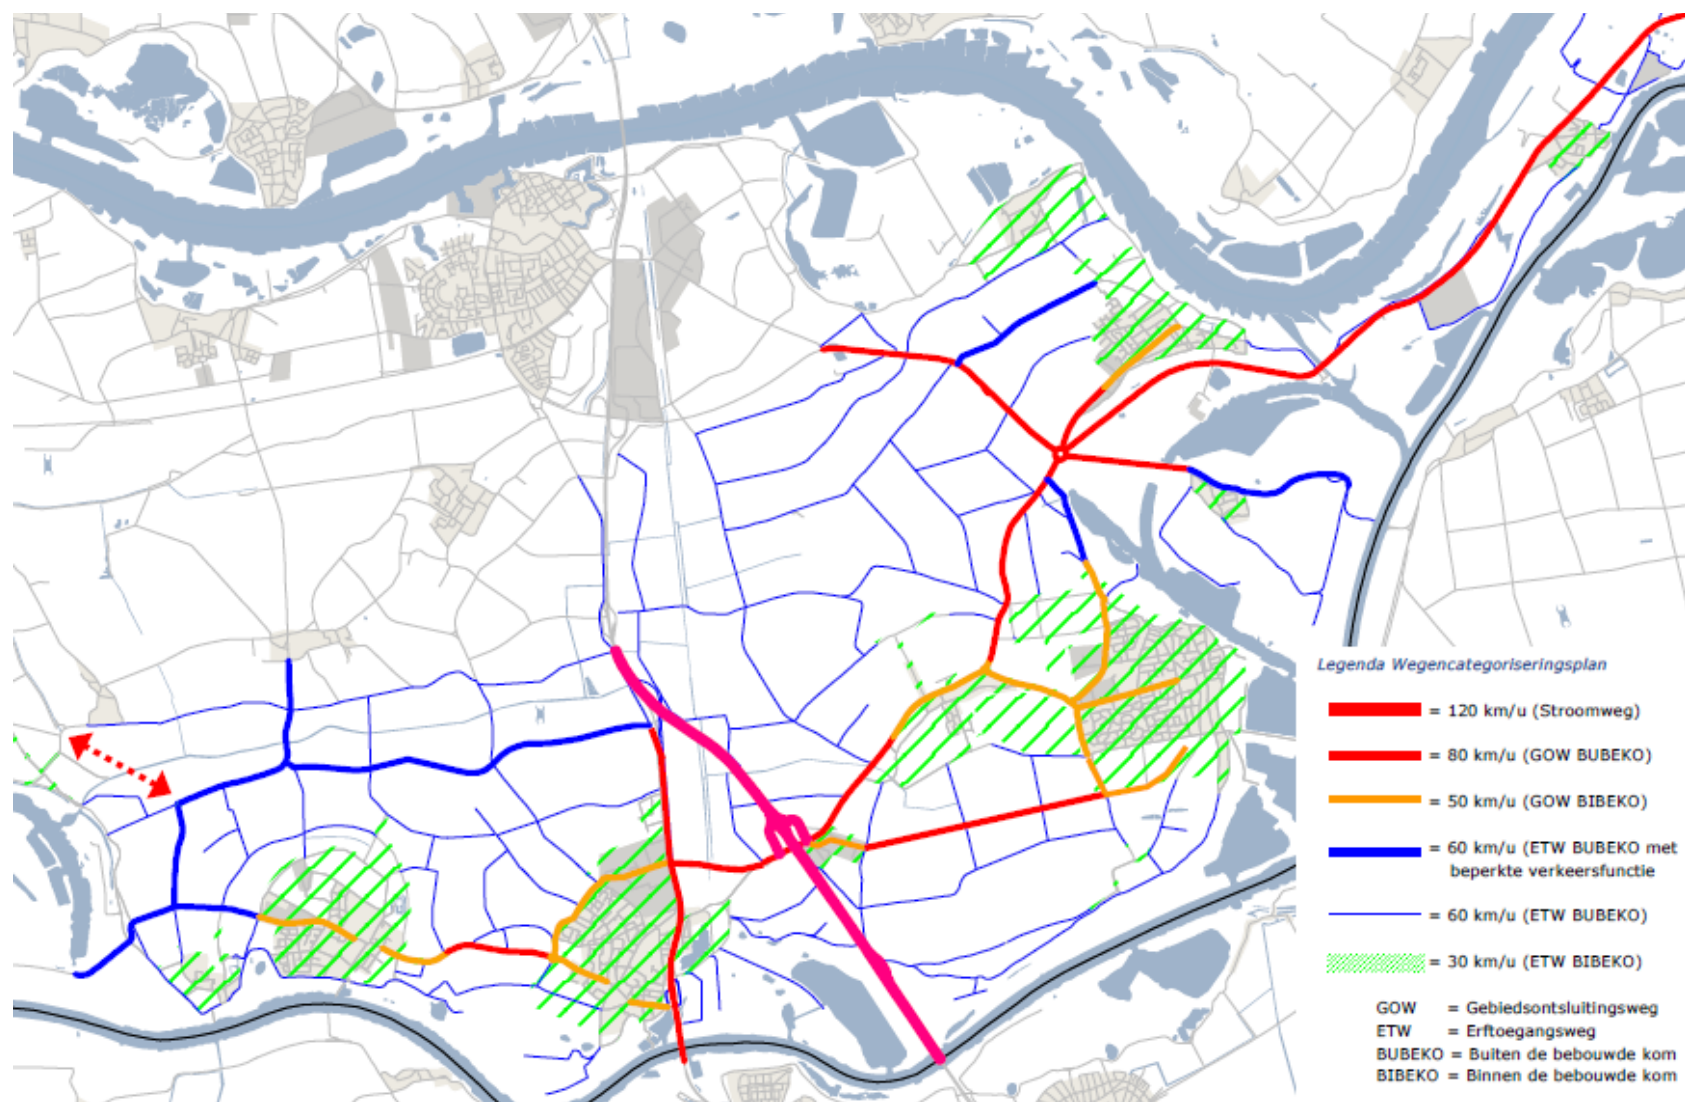 Legenda Wegencategoriseringsplan
= 120 km/u (Stroomweg)
= 80 km/u (GOW BUBEKO)
= 50 km/u (GOW BIBEKO)
= 60 km/u (ETW BUBEKO met
beperkte verkeersfunctie
= 60 km/u (ETW BUBEKO)
= 30 km/u (ETW BIBEKO)
GOW = Gebiedsontsluitingsweg
ETW = Erftoegangsweg
BUBEKO = Buiten de bebouwde kom
BIBEKO = Binnen de bebouwde kom